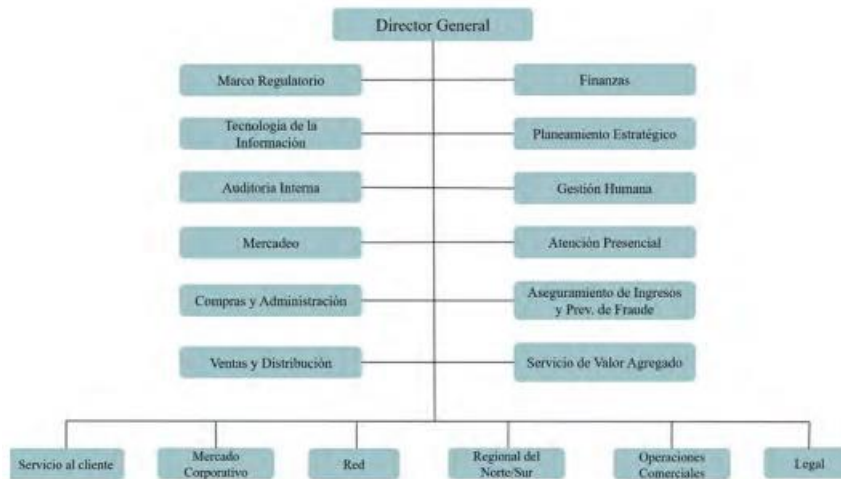 Director General
Marco Regulatorio
Finanzas
Tecnología de la
Información
Planeamiento Estratégico
Auditoria Interna
Gestión Humana
Mercadeo
Atención Presencial
Compras y Administración
Aseguramiento de Ingresos
y Prev. de Fraude
Ventas y Distribución
Servicio de Valor Agregado
Servicio al cliente
Mercado
Corporativo
Red
Regional del
Norte/Sur
Operaciones
Comerciales
Legal